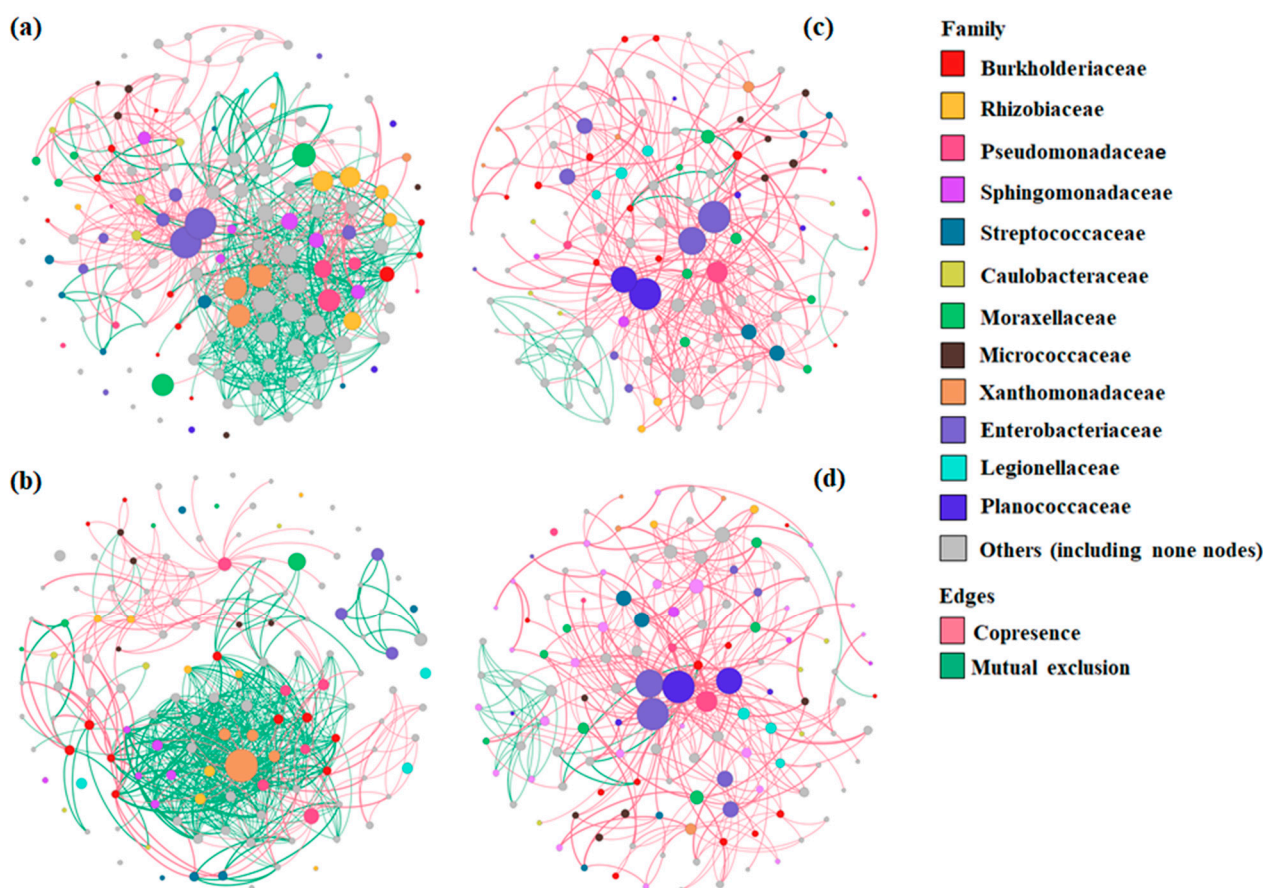 (a)
(c)
(b)
(d)
Family
Burkholderiaceae
Rhizobiaceae
Pseudomonadaceae
Sphingomonadaceae
Streptococcaceae
Caulobacteraceae
Moraxellaceae
Micrococcaceae
Xanthomonadaceae
Enterobacteriaceae
Legionellaceae
Planococcaceae
Others (including none nodes)
Edges
Copresence
Mutual exclusion